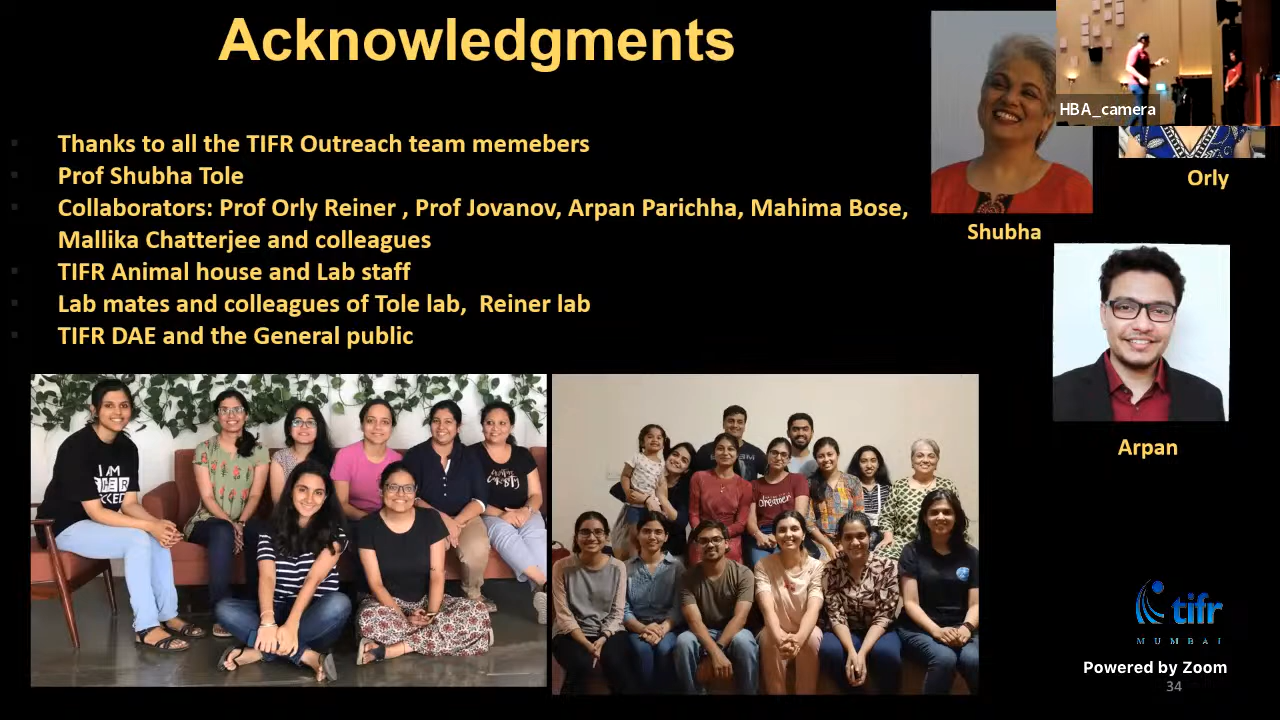 Acknowledgments
Thanks to all the TIFR Outreach team memebers
Prof Shubha Tole
Collaborators: Prof Orly Reiner , Prof Jovanov, Arpan Parichha, Mahima Bose,
Mallika Chatterjee and colleagues
TIFR Animal house and Lab staff
Lab mates and colleagues of Tole lab,  Reiner lab
TIFR DAE and the General public
HBA_camera
Orly
Shubha
Arpan
I AM
dreamer
tifr
MUMBAI
Powered by Zoom
34